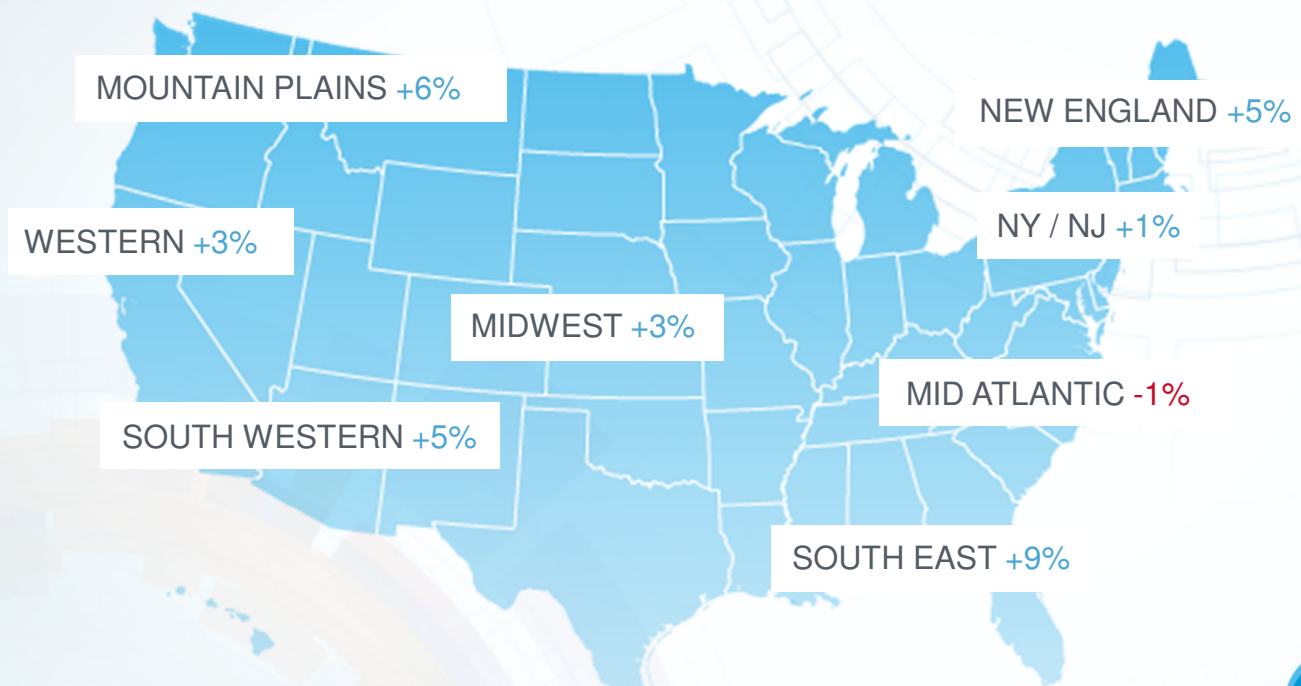 MOUNTAIN PLAINS +6%
NEW ENGLAND +5%
NY / NJ +1%
WESTERN +3%
MIDWEST +3%
MID ATLANTIC -1%
SOUTH WESTERN +5%
SOUTH EAST +9%